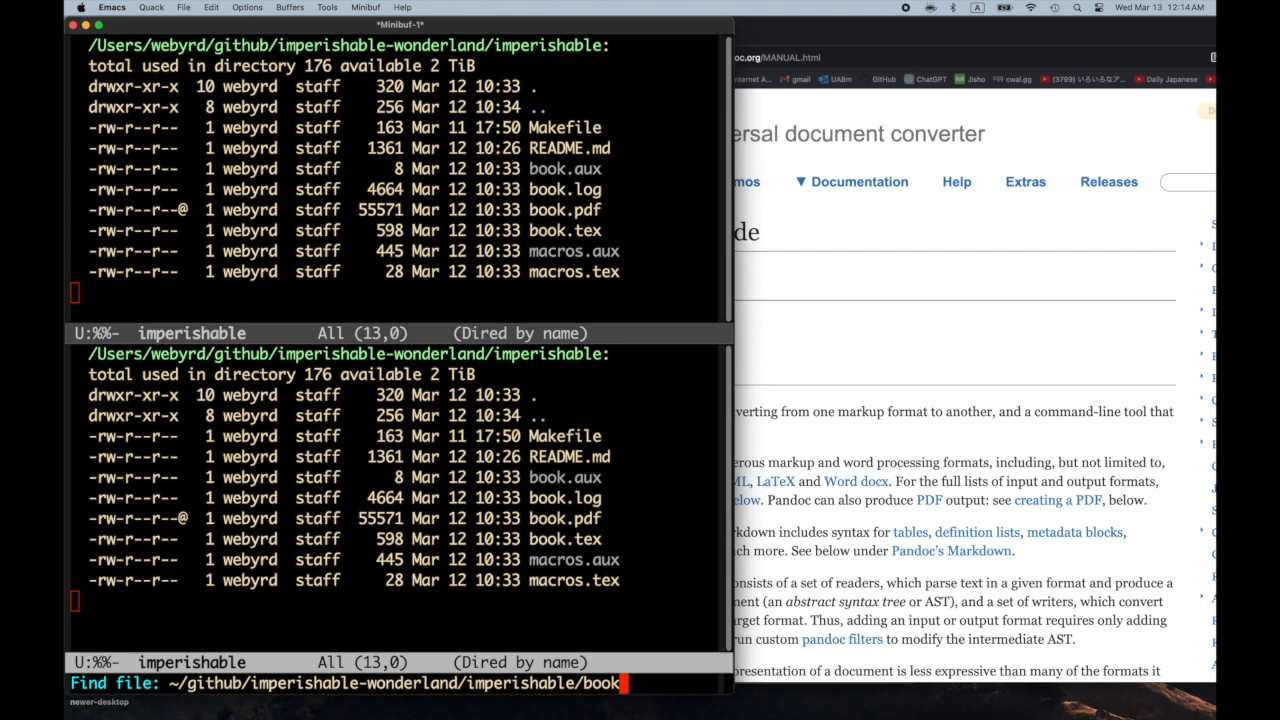 Emacs Quack File Edit Options Buffers Tools Minibuf Help A Wed Mar 13 12:14 AM
*Minibuf-1*
/Users/webyrd/github/imperishable-wonderland/imperishable:
total used in directory 176 available 2 TiB
drwxr-xr-x 10 webyrd staff 320 Mar 12 10:33 .
drwxr-xr-x 8 webyrd staff 256 Mar 12 10:34 ..
-rw-r--r-- 1 webyrd staff 163 Mar 11 17:50 Makefile
-rw-r--r-- 1 webyrd staff 1361 Mar 12 10:26 README.md
-rw-r--r-- 1 webyrd staff 8 Mar 12 10:33 book.aux
-rw-r--r-- 1 webyrd staff 4664 Mar 12 10:33 book.log
-rw-r--r--@ 1 webyrd staff 55571 Mar 12 10:33 book.pdf
-rw-r--r-- 1 webyrd staff 598 Mar 12 10:33 book.tex
-rw-r--r-- 1 webyrd staff 445 Mar 12 10:33 macros.aux
-rw-r--r-- 1 webyrd staff 28 Mar 12 10:33 macros.tex
U:%%- imperishable All (13,0) (Dired by name)
/Users/webyrd/github/imperishable-wonderland/imperishable:
total used in directory 176 available 2 TiB
drwxr-xr-x 10 webyrd staff 320 Mar 12 10:33 .
drwxr-xr-x 8 webyrd staff 256 Mar 12 10:34 ..
-rw-r--r-- 1 webyrd staff 163 Mar 11 17:50 Makefile
-rw-r--r-- 1 webyrd staff 1361 Mar 12 10:26 README.md
-rw-r--r-- 1 webyrd staff 8 Mar 12 10:33 book.aux
-rw-r--r-- 1 webyrd staff 4664 Mar 12 10:33 book.log
-rw-r--r--@ 1 webyrd staff 55571 Mar 12 10:33 book.pdf
-rw-r--r-- 1 webyrd staff 598 Mar 12 10:33 book.tex
-rw-r--r-- 1 webyrd staff 445 Mar 12 10:33 macros.aux
-rw-r--r-- 1 webyrd staff 28 Mar 12 10:33 macros.tex
U:%%- imperishable All (13,0) (Dired by name)
Find file: ~/github/imperishable-wonderland/imperishable/book
newer-desktop
oc.org/MANUAL.html
nternet A... gmail UABm GitHub ChatGPT Jisho cwal.gg (3799) いろいろなア... Daily Japanese
ersal document converter
mos ▼ Documentation Help Extras Releases
de
verting from one markup format to another, and a command-line tool that
erous markup and word processing formats, including, but not limited to,
ML, LaTeX and Word docx. For the full lists of input and output formats,
elow. Pandoc can also produce PDF output: see creating a PDF, below.
kdown includes syntax for tables, definition lists, metadata blocks,
ch more. See below under Pandoc's Markdown.
onsists of a set of readers, which parse text in a given format and produce a
ment (an abstract syntax tree or AST), and a set of writers, which convert
arget format. Thus, adding an input or output format requires only adding
run custom pandoc filters to modify the intermediate AST.
presentation of a document is less expressive than many of the formats it